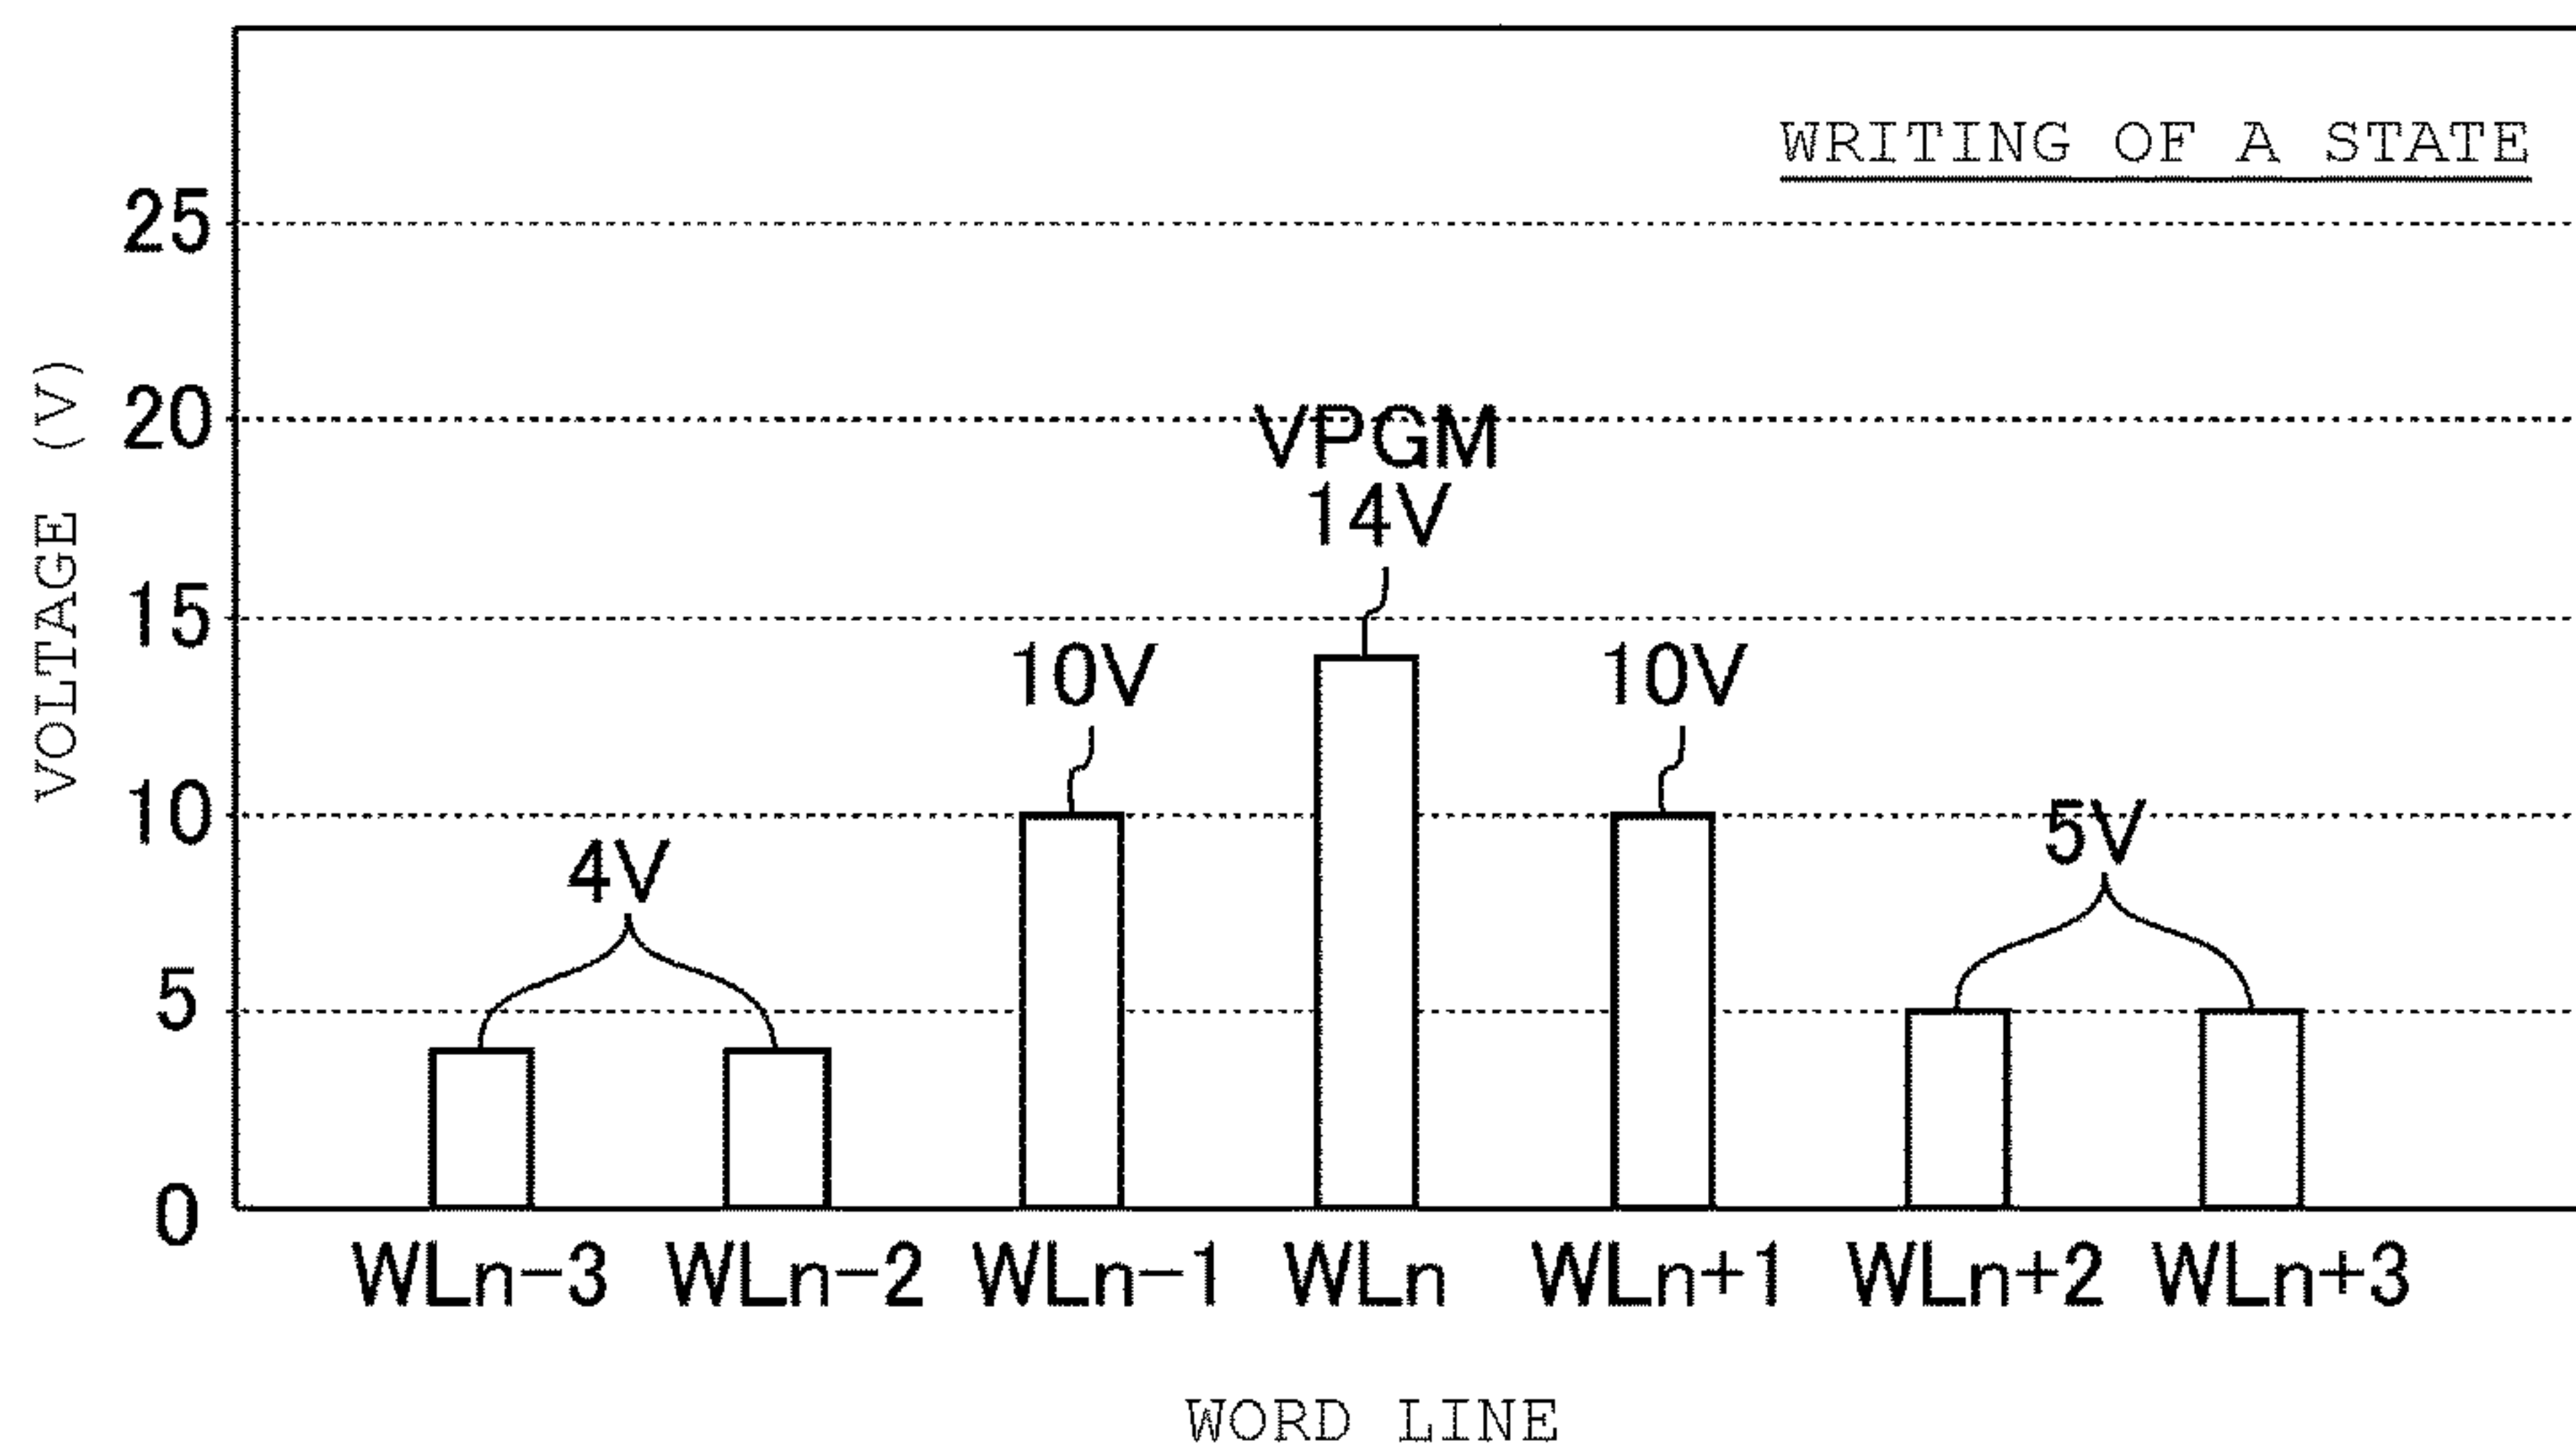 WRITING OF A STATE
VOLTAGE (V)
25
20
15
10
5
0
VPGM
14V
10V
10V
4V
5V
WLn-3 WLn-2 WLn-1 WLn WLn+1 WLn+2 WLn+3
WORD LINE